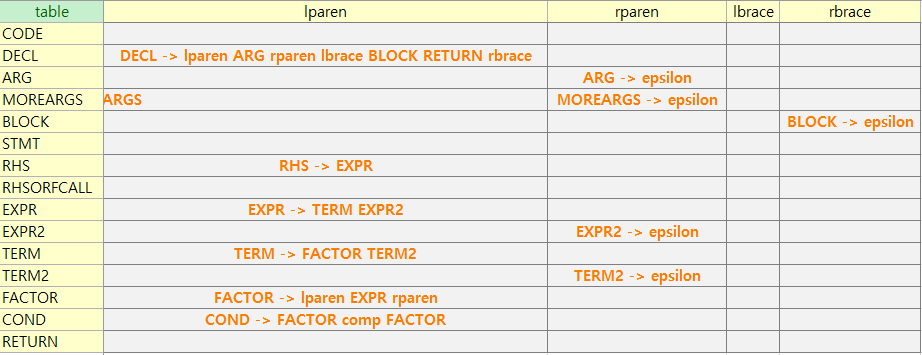 table lparen rparen lbrace rbrace
CODE
DECL DECL -> lparen ARG rparen lbrace BLOCK RETURN rbrace
ARG ARG -> epsilon
MOREARGS ARGS MOREARGS -> epsilon
BLOCK BLOCK -> epsilon
STMT
RHS RHS -> EXPR
RHSORFCALL
EXPR EXPR -> TERM EXPR2
EXPR2 EXPR2 -> epsilon
TERM TERM -> FACTOR TERM2
TERM2 TERM2 -> epsilon
FACTOR FACTOR -> lparen EXPR rparen
COND COND -> FACTOR comp FACTOR
RETURN